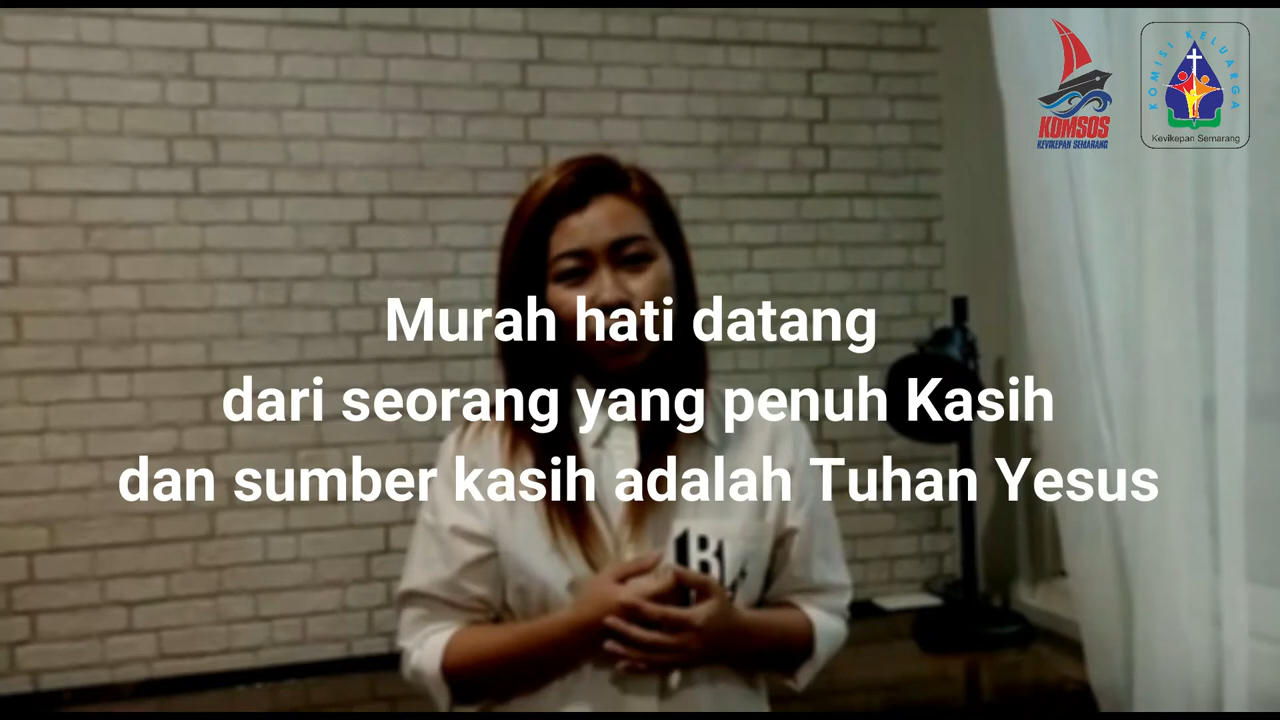 KOMSOS
KEVIKEPAN SEMARANG
KOMISI KELUARGA
Kevikepan Semarang
Murah hati datang
dari seorang yang penuh Kasih
dan sumber kasih adalah Tuhan Yesus